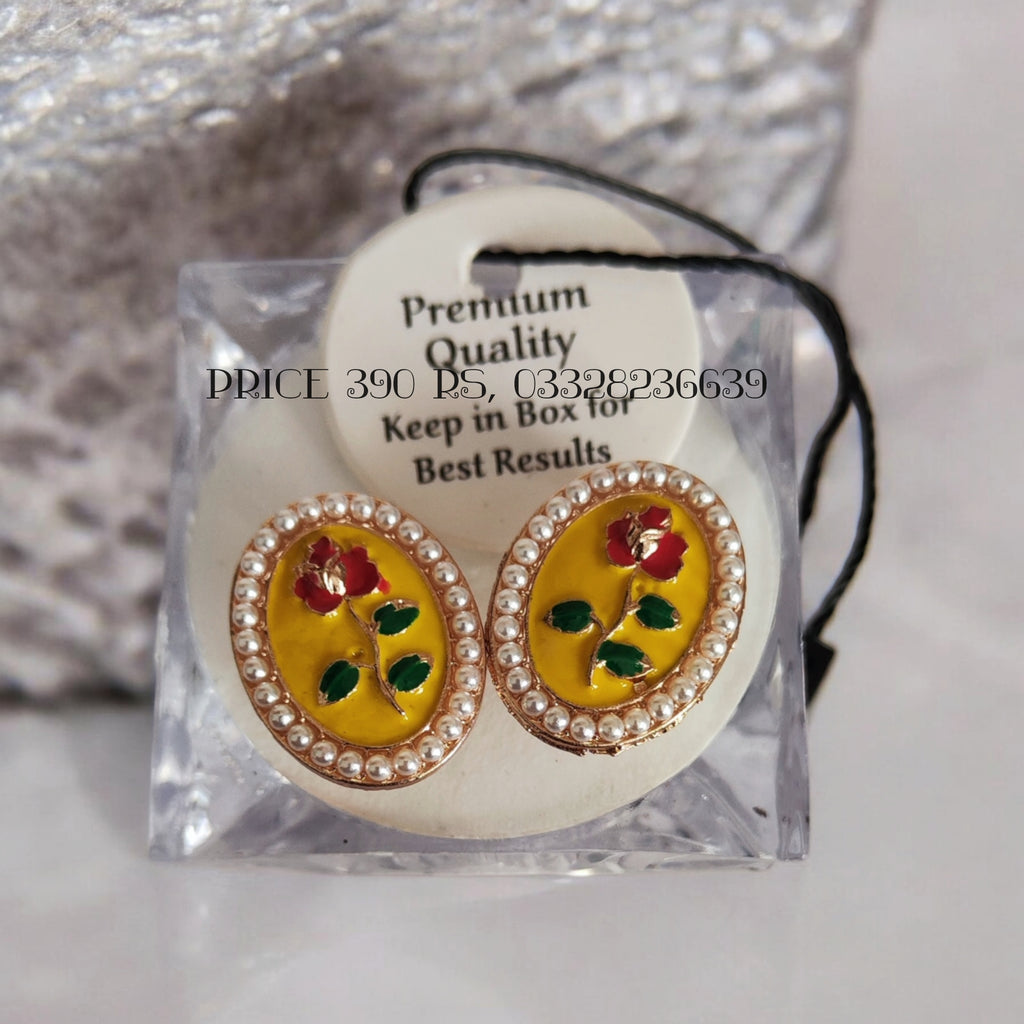 Premium
Quality
PRICE 390 RS, 03328236639
Keep in Box for
Best Results